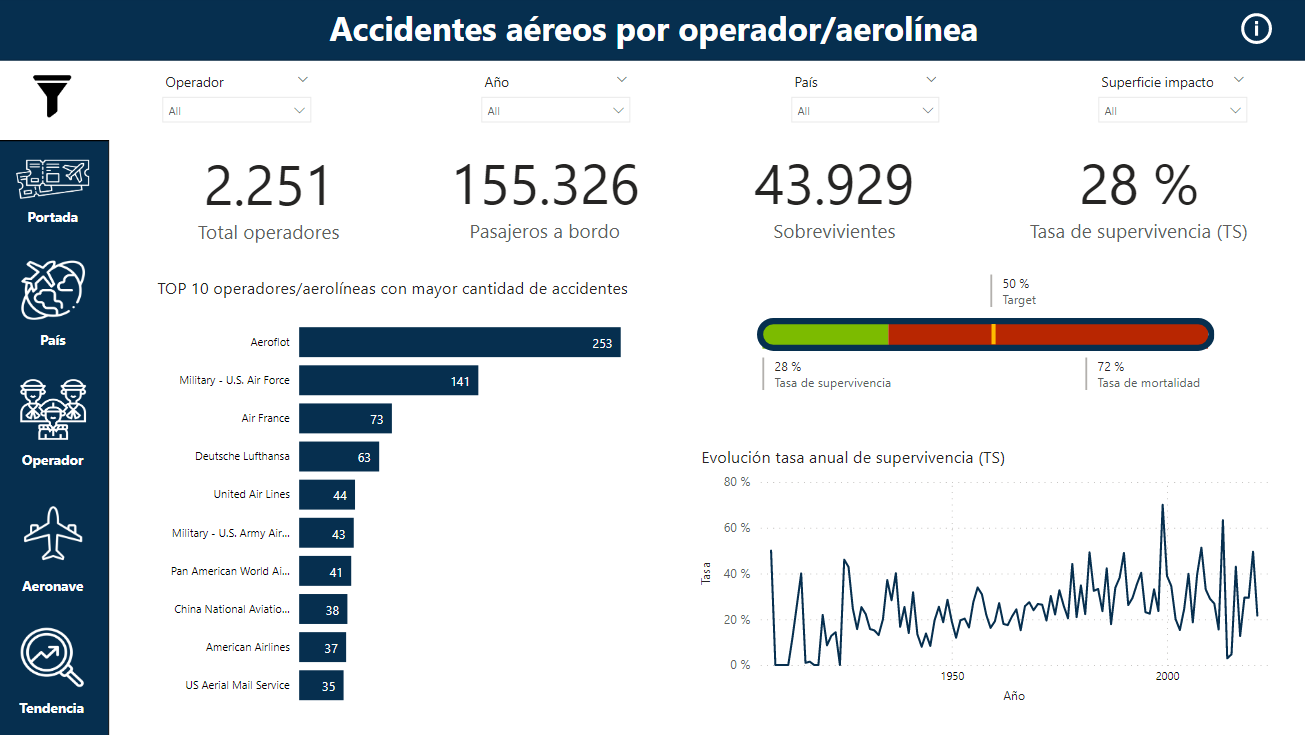 Accidentes aéreos por operador/aerolínea
Operador
All
Año
All
País
All
Superficie impacto
All
Portada
País
Operador
Aeronave
Tendencia
2.251
Total operadores
155.326
Pasajeros a bordo
43.929
Sobrevivientes
28 %
Tasa de supervivencia (TS)
TOP 10 operadores/aerolíneas con mayor cantidad de accidentes
Aeroflot 253
Military - U.S. Air Force 141
Air France 73
Deutsche Lufthansa 63
United Air Lines 44
Military - U.S. Army Air... 43
Pan American World Ai... 41
China National Aviatio... 38
American Airlines 37
US Aerial Mail Service 35
50 %
Target
28 %
Tasa de supervivencia
72 %
Tasa de mortalidad
Evolución tasa anual de supervivencia (TS)
80 %
60 %
40 %
20 %
0 %
Tasa
1950
2000
Año